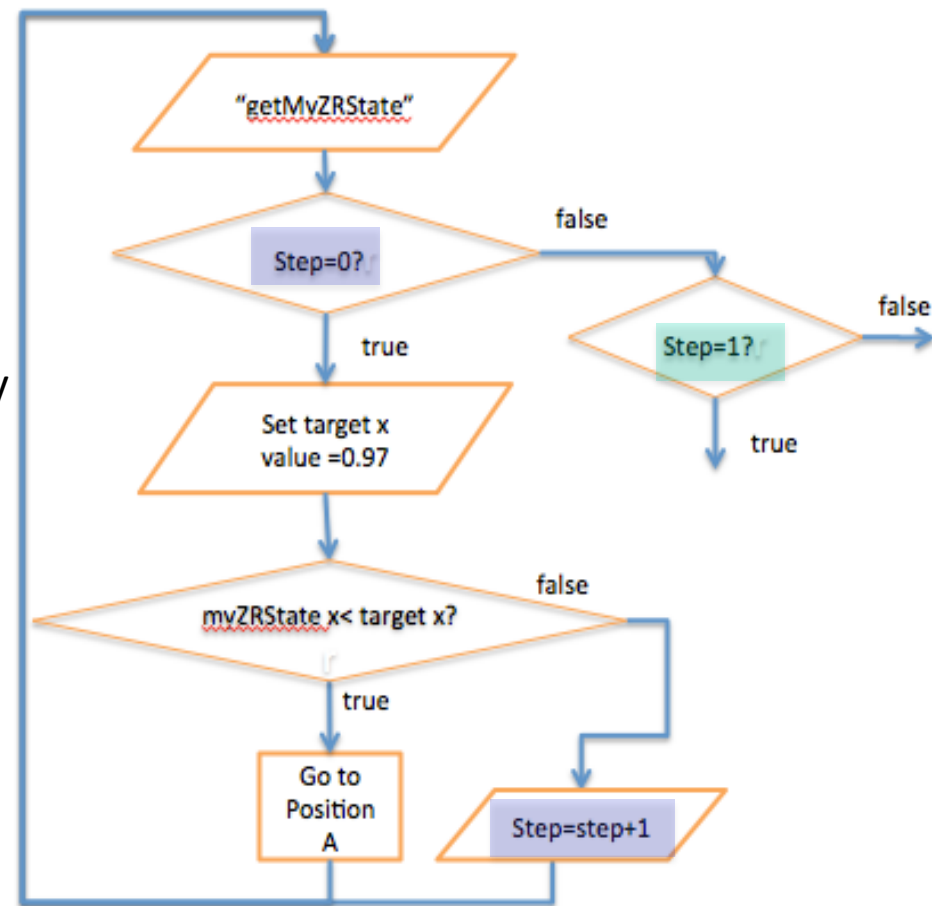 “getMyZRState”
Step=0?
false
Step=1?
false
true
true
Set target x
value =0.97
myZRState x< target x?
false
true
Go to
Position
A
Step=step+1